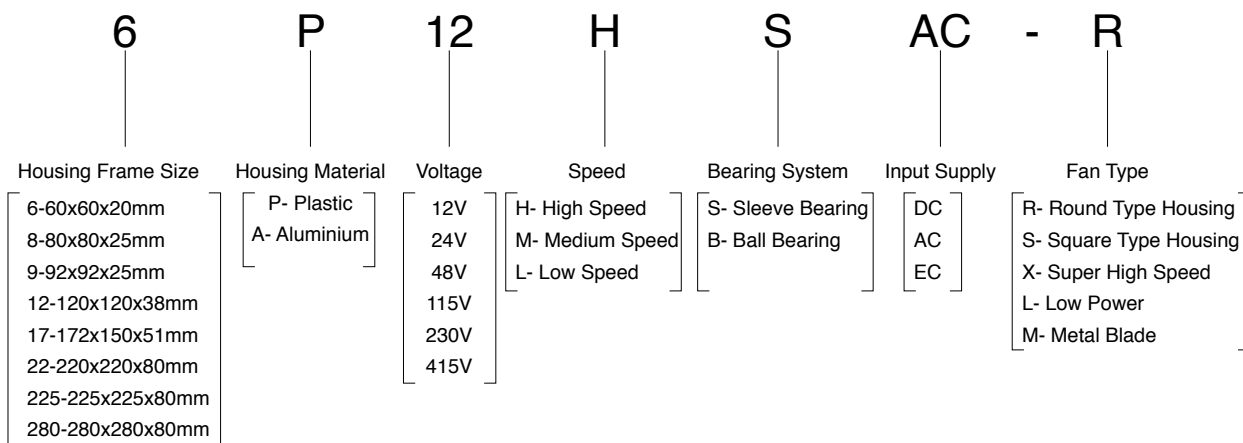 6 P 12 H S AC - R
Housing Frame Size
6-60x60x20mm
8-80x80x25mm
9-92x92x25mm
12-120x120x38mm
17-172x150x51mm
22-220x220x80mm
225-225x225x80mm
280-280x280x80mm
Housing Material
P- Plastic
A- Aluminium
Voltage
12V
24V
48V
115V
230V
415V
Speed
H- High Speed
M- Medium Speed
L- Low Speed
Bearing System
S- Sleeve Bearing
B- Ball Bearing
Input Supply
DC
AC
EC
Fan Type
R- Round Type Housing
S- Square Type Housing
X- Super High Speed
L- Low Power
M- Metal Blade